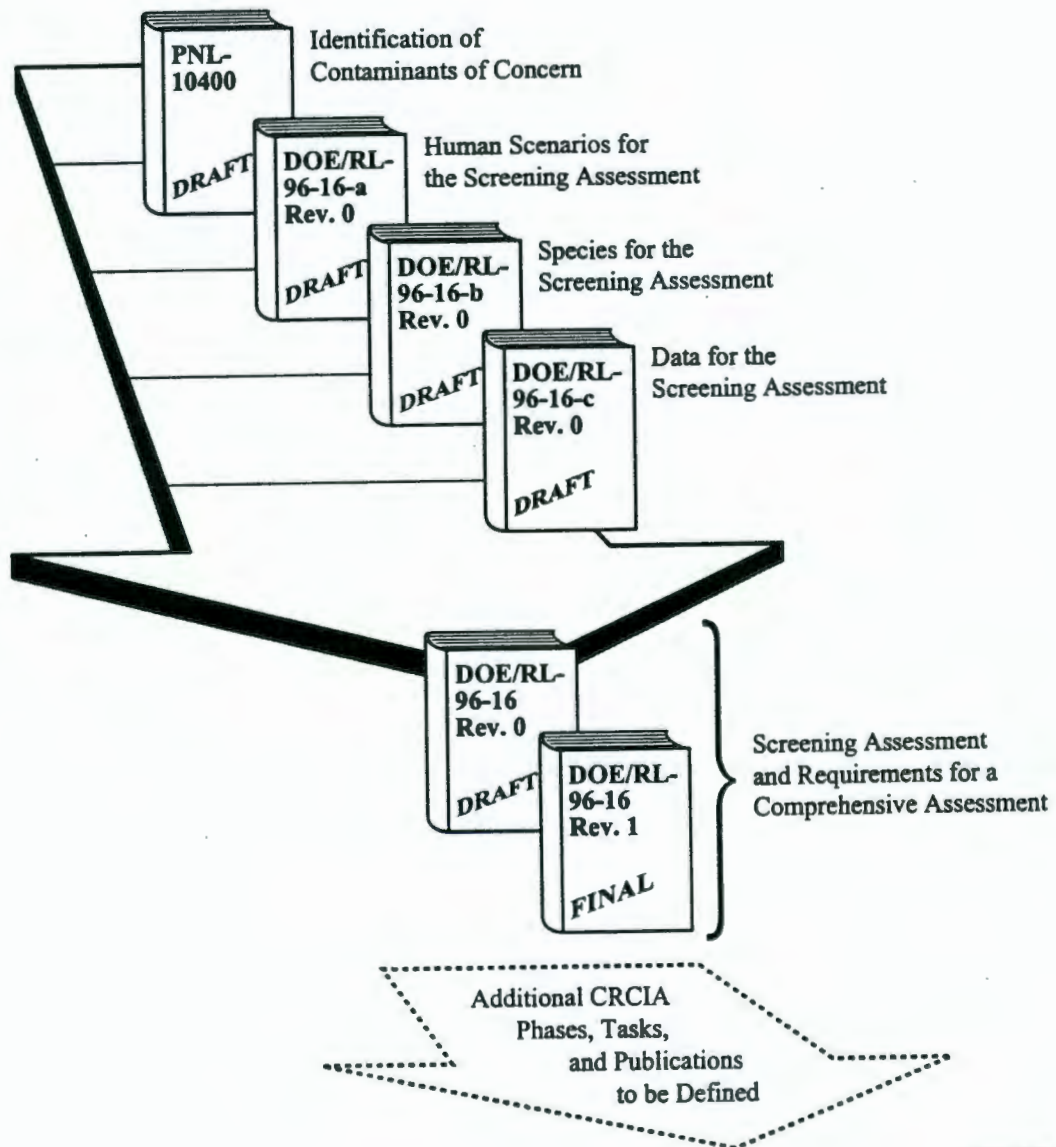 PNL-
10400
DRAFT
Identification of
Contaminants of Concern
DOE/RL-
96-16-a
Rev. 0
DRAFT
Human Scenarios for
the Screening Assessment
DOE/RL-
96-16-b
Rev. 0
DRAFT
Species for the
Screening Assessment
DOE/RL-
96-16-c
Rev. 0
DRAFT
Data for the
Screening Assessment
DOE/RL-
96-16
Rev. 0
DRAFT
DOE/RL-
96-16
Rev. 1
FINAL
Screening Assessment
and Requirements for a
Comprehensive Assessment
Additional CRCIA
Phases, Tasks,
and Publications
to be Defined